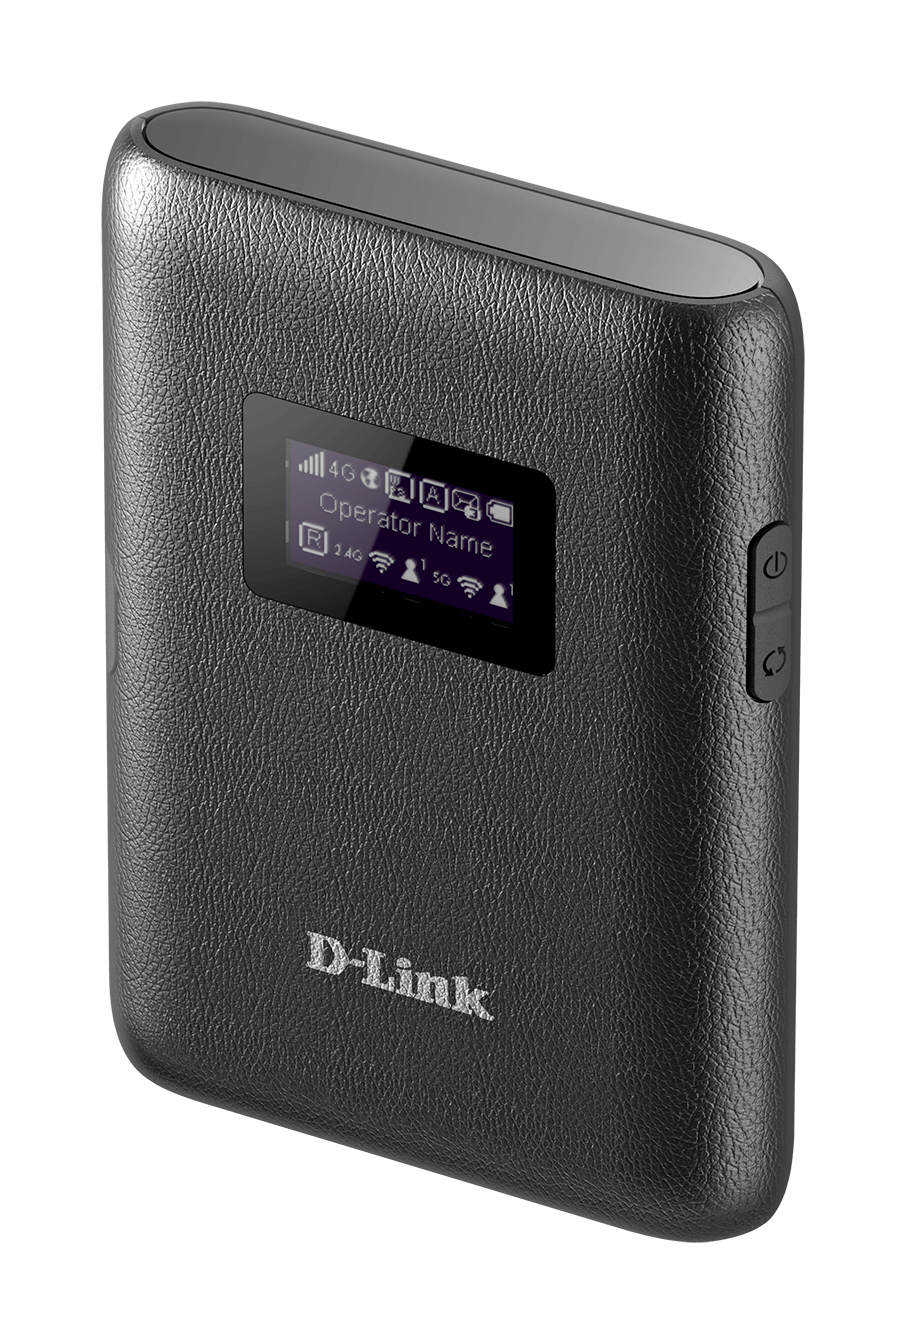 4G A
Operator Name
R 2.4G 1 5G 1
D-Link